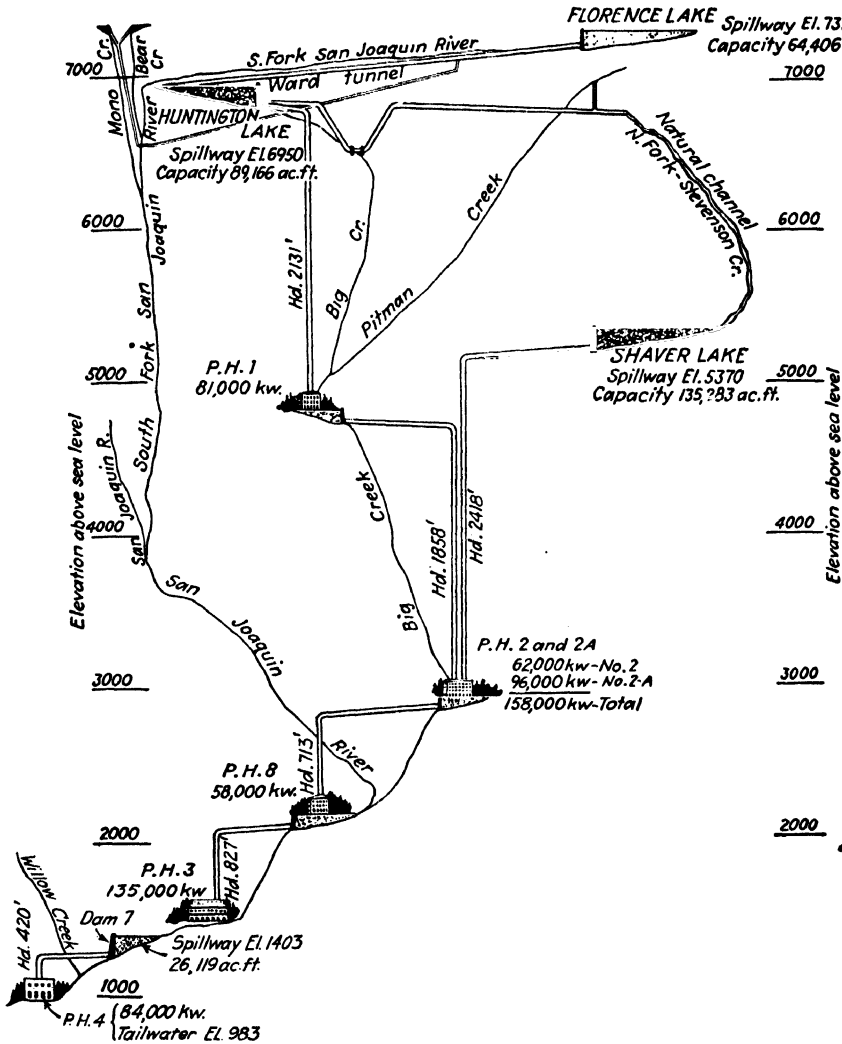 FLORENCE LAKE
Spillway El. 73
Capacity 64,406
S. Fork San Joaquin River
Ward tunnel
Mono Cr.
Bear Cr
7000
7000
HUNTINGTON
LAKE
Spillway El. 6950
Capacity 89,166 ac.ft.
South Fork San Joaquin River
Natural channel
N. Fork-Stevenson Cr.
6000
6000
Hd. 2131'
Big Cr.
Pitman Creek
SHAVER LAKE
Spillway El. 5370
Capacity 135,?83 ac.ft.
5000
5000
P.H. 1
81,000 kw.
Elevation above sea level
Elevation above sea level
San Joaquin R.
4000
4000
Big Creek
Hd. 1858'
Hd. 2418'
San Joaquin River
P.H. 2 and 2A
62,000 kw-No.2
96,000 kw-No.2-A
158,000 kw-Total
3000
3000
Hd. 713'
P.H. 8
58,000 kw.
2000
2000
Hd. 827'
P.H. 3
135,000 kw
Willow Creek
Dam 7
Hd. 420'
Spillway El. 1403
26,119 ac.ft.
1000
P.H. 4
84,000 kw.
Tailwater El. 983